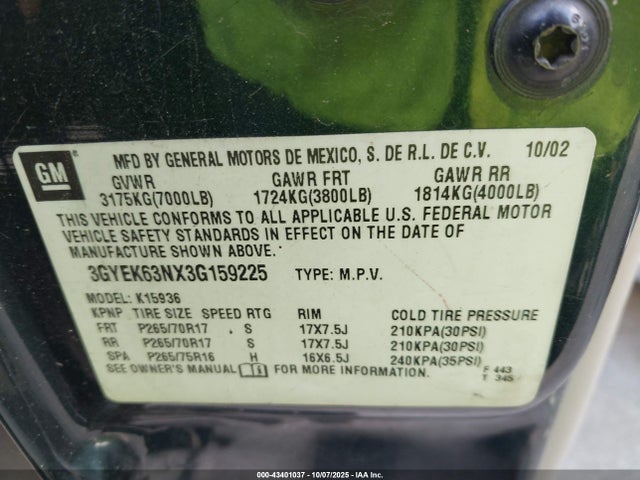 GM
MFD BY GENERAL MOTORS DE MEXICO, S. DE R.L. DE C.V. 10/02
GVWR GAWR FRT GAWR RR
3175KG(7000LB) 1724KG(3800LB) 1814KG(4000LB)
THIS VEHICLE CONFORMS TO ALL APPLICABLE U.S. FEDERAL MOTOR
VEHICLE SAFETY STANDARDS IN EFFECT ON THE DATE OF
MANUFACTURE SHOWN ABOVE.
3GYEK63NX3G159225 TYPE: M.P.V.
MODEL: K15936
KPNP TIRE SIZE SPEED RTG RIM COLD TIRE PRESSURE
FRT P265/70R17 S 17X7.5J 210KPA(30PSI)
RR P265/70R17 S 17X7.5J 210KPA(30PSI)
SPA P265/75R16 H 16X6.5J 240KPA(35PSI)
SEE OWNER'S MANUAL FOR MORE INFORMATION.
F 443
T 345
000-43401037 - 10/07/2025 - IAA Inc.